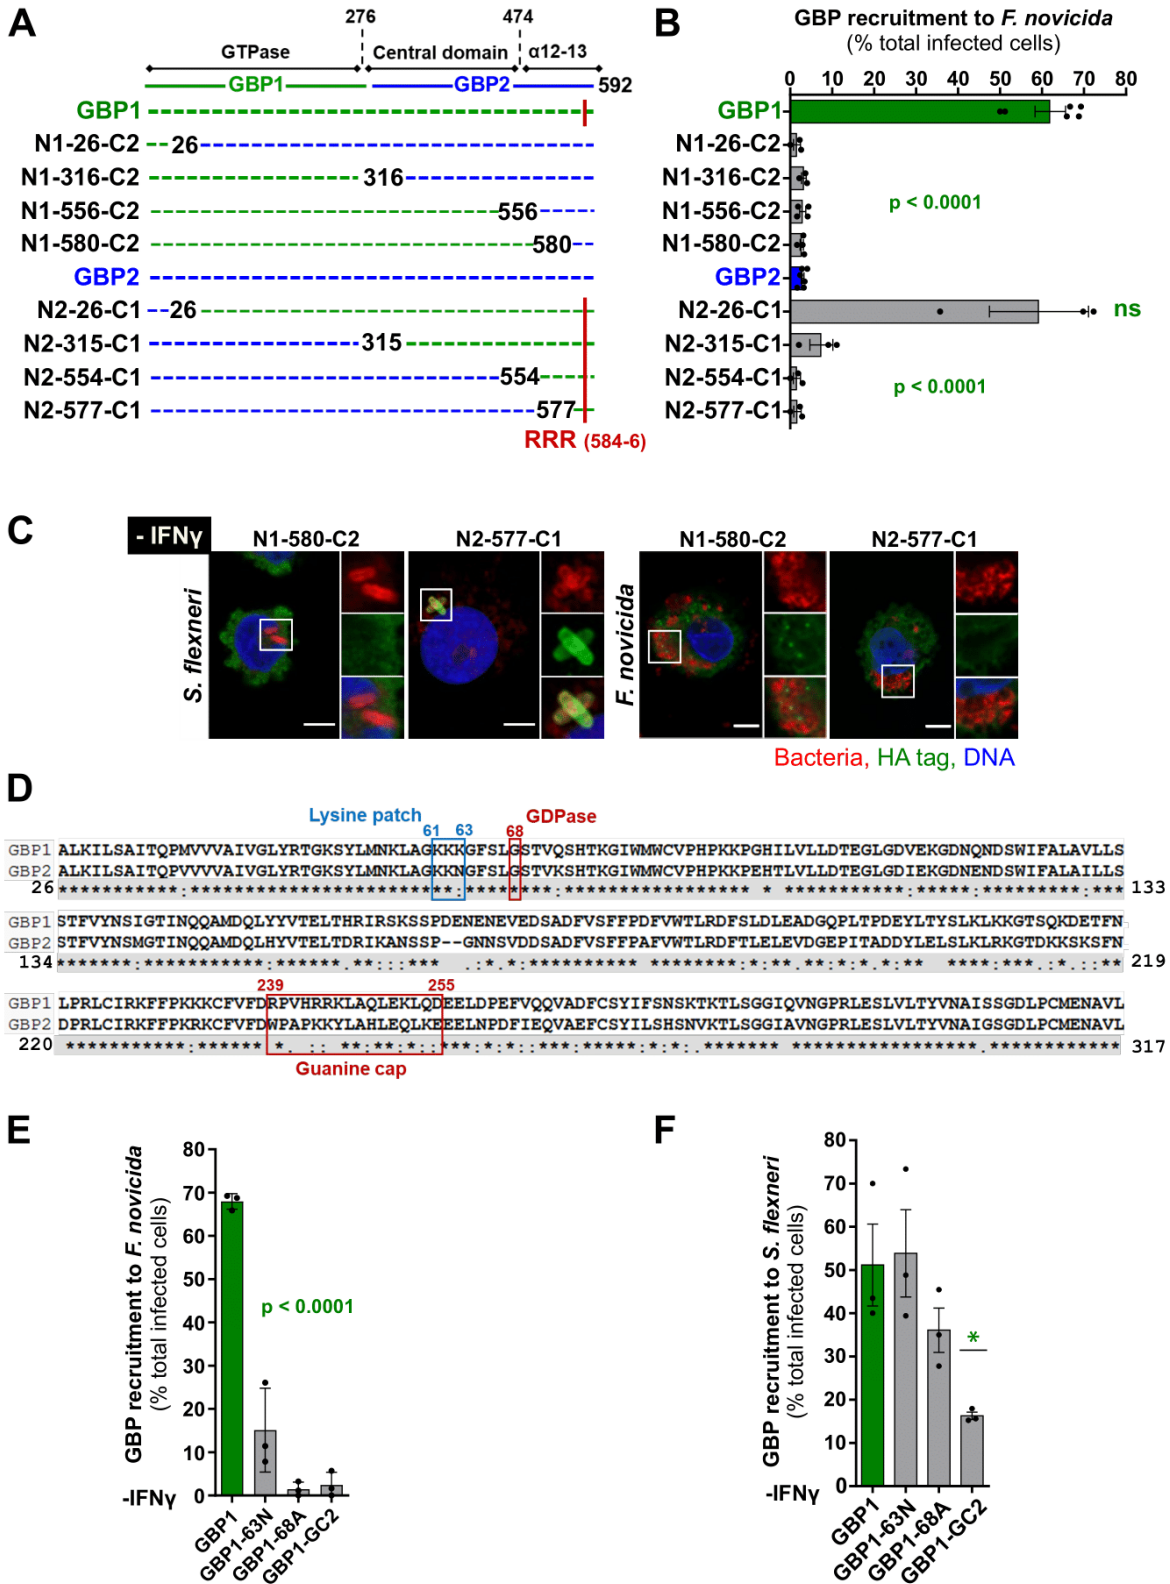 A
276
474
GTPase
Central domain
α12-13
GBP1
GBP2
592
GBP1
N1-26-C2
26
N1-316-C2
316
N1-556-C2
556
N1-580-C2
580
GBP2
N2-26-C1
26
N2-315-C1
315
N2-554-C1
554
N2-577-C1
577
RRR (584-6)
B
GBP recruitment to F. novicida
(% total infected cells)
0 10 20 30 40 50 60 70 80
GBP1
N1-26-C2
N1-316-C2
p < 0.0001
N1-556-C2
N1-580-C2
GBP2
N2-26-C1
ns
N2-315-C1
N2-554-C1
p < 0.0001
N2-577-C1
C
- IFNγ
N1-580-C2
N2-577-C1
N1-580-C2
N2-577-C1
S. flexneri
F. novicida
Bacteria, HA tag, DNA
D
Lysine patch
GDPase
61 63 68
GBP1 ALKILSAITQPMVVVAIVGLYRTGKSYLMNKLAGKKKGFSLGSTVQSHTKGIWMWCVPHPKKPGHILVLLDTEGLGDVEKGDNQNDSWIFALAVLLS
GBP2 ALKILSAITQPVVVVAIVGLYRTGKSYLMNKLAGKKNGFSLGSTVKSHTKGIWMWCVPHPKKPEHTLVLLDTEGLGDIEKGDNENDSWIFALAILLS
26
133
GBP1 STFVYNSIGTINQQAMDQLYYVTELTHRIRSKSSPDENENEVEDSADFVSFFPDFVWTLRDFSLDLEADGQPLTPDEYLTYSLKLKKGTSQKDETFN
GBP2 STFVYNSMGTINQQAMDQLHYVTELTDRIKANSSP--GNNSVDDSADFVSFFPAFVWTLRDFTLELEVDGEPITADDYLELSLKLRKGTDKKSKSFN
134
219
239
255
GBP1 LPRLCIRKFFPKKKCFVFDRPVHRRKLAQLEKLQDEELDPEFVQQVADFCSYIFSNSKTKTLSGGIQVNGPRLESLVLTYVNAISSGDLPCMENAVL
GBP2 DPRLCIRKFFPKRKCFVFDWPAPKKYLAHLEQLKEEELNPDFIEQVAEFCSYILSHSNVKTLSGGIAVNGPRLESLVLTYVNAIGSGDLPCMENAVL
220
317
Guanine cap
E
GBP recruitment to F. novicida
(% total infected cells)
80
70
60
50
40
30
20
10
0
p < 0.0001
-IFNγ
GBP1
GBP1-63N
GBP1-68A
GBP1-GC2
F
GBP recruitment to S. flexneri
(% total infected cells)
80
70
60
50
40
30
20
10
0
*
-IFNγ
GBP1
GBP1-63N
GBP1-68A
GBP1-GC2